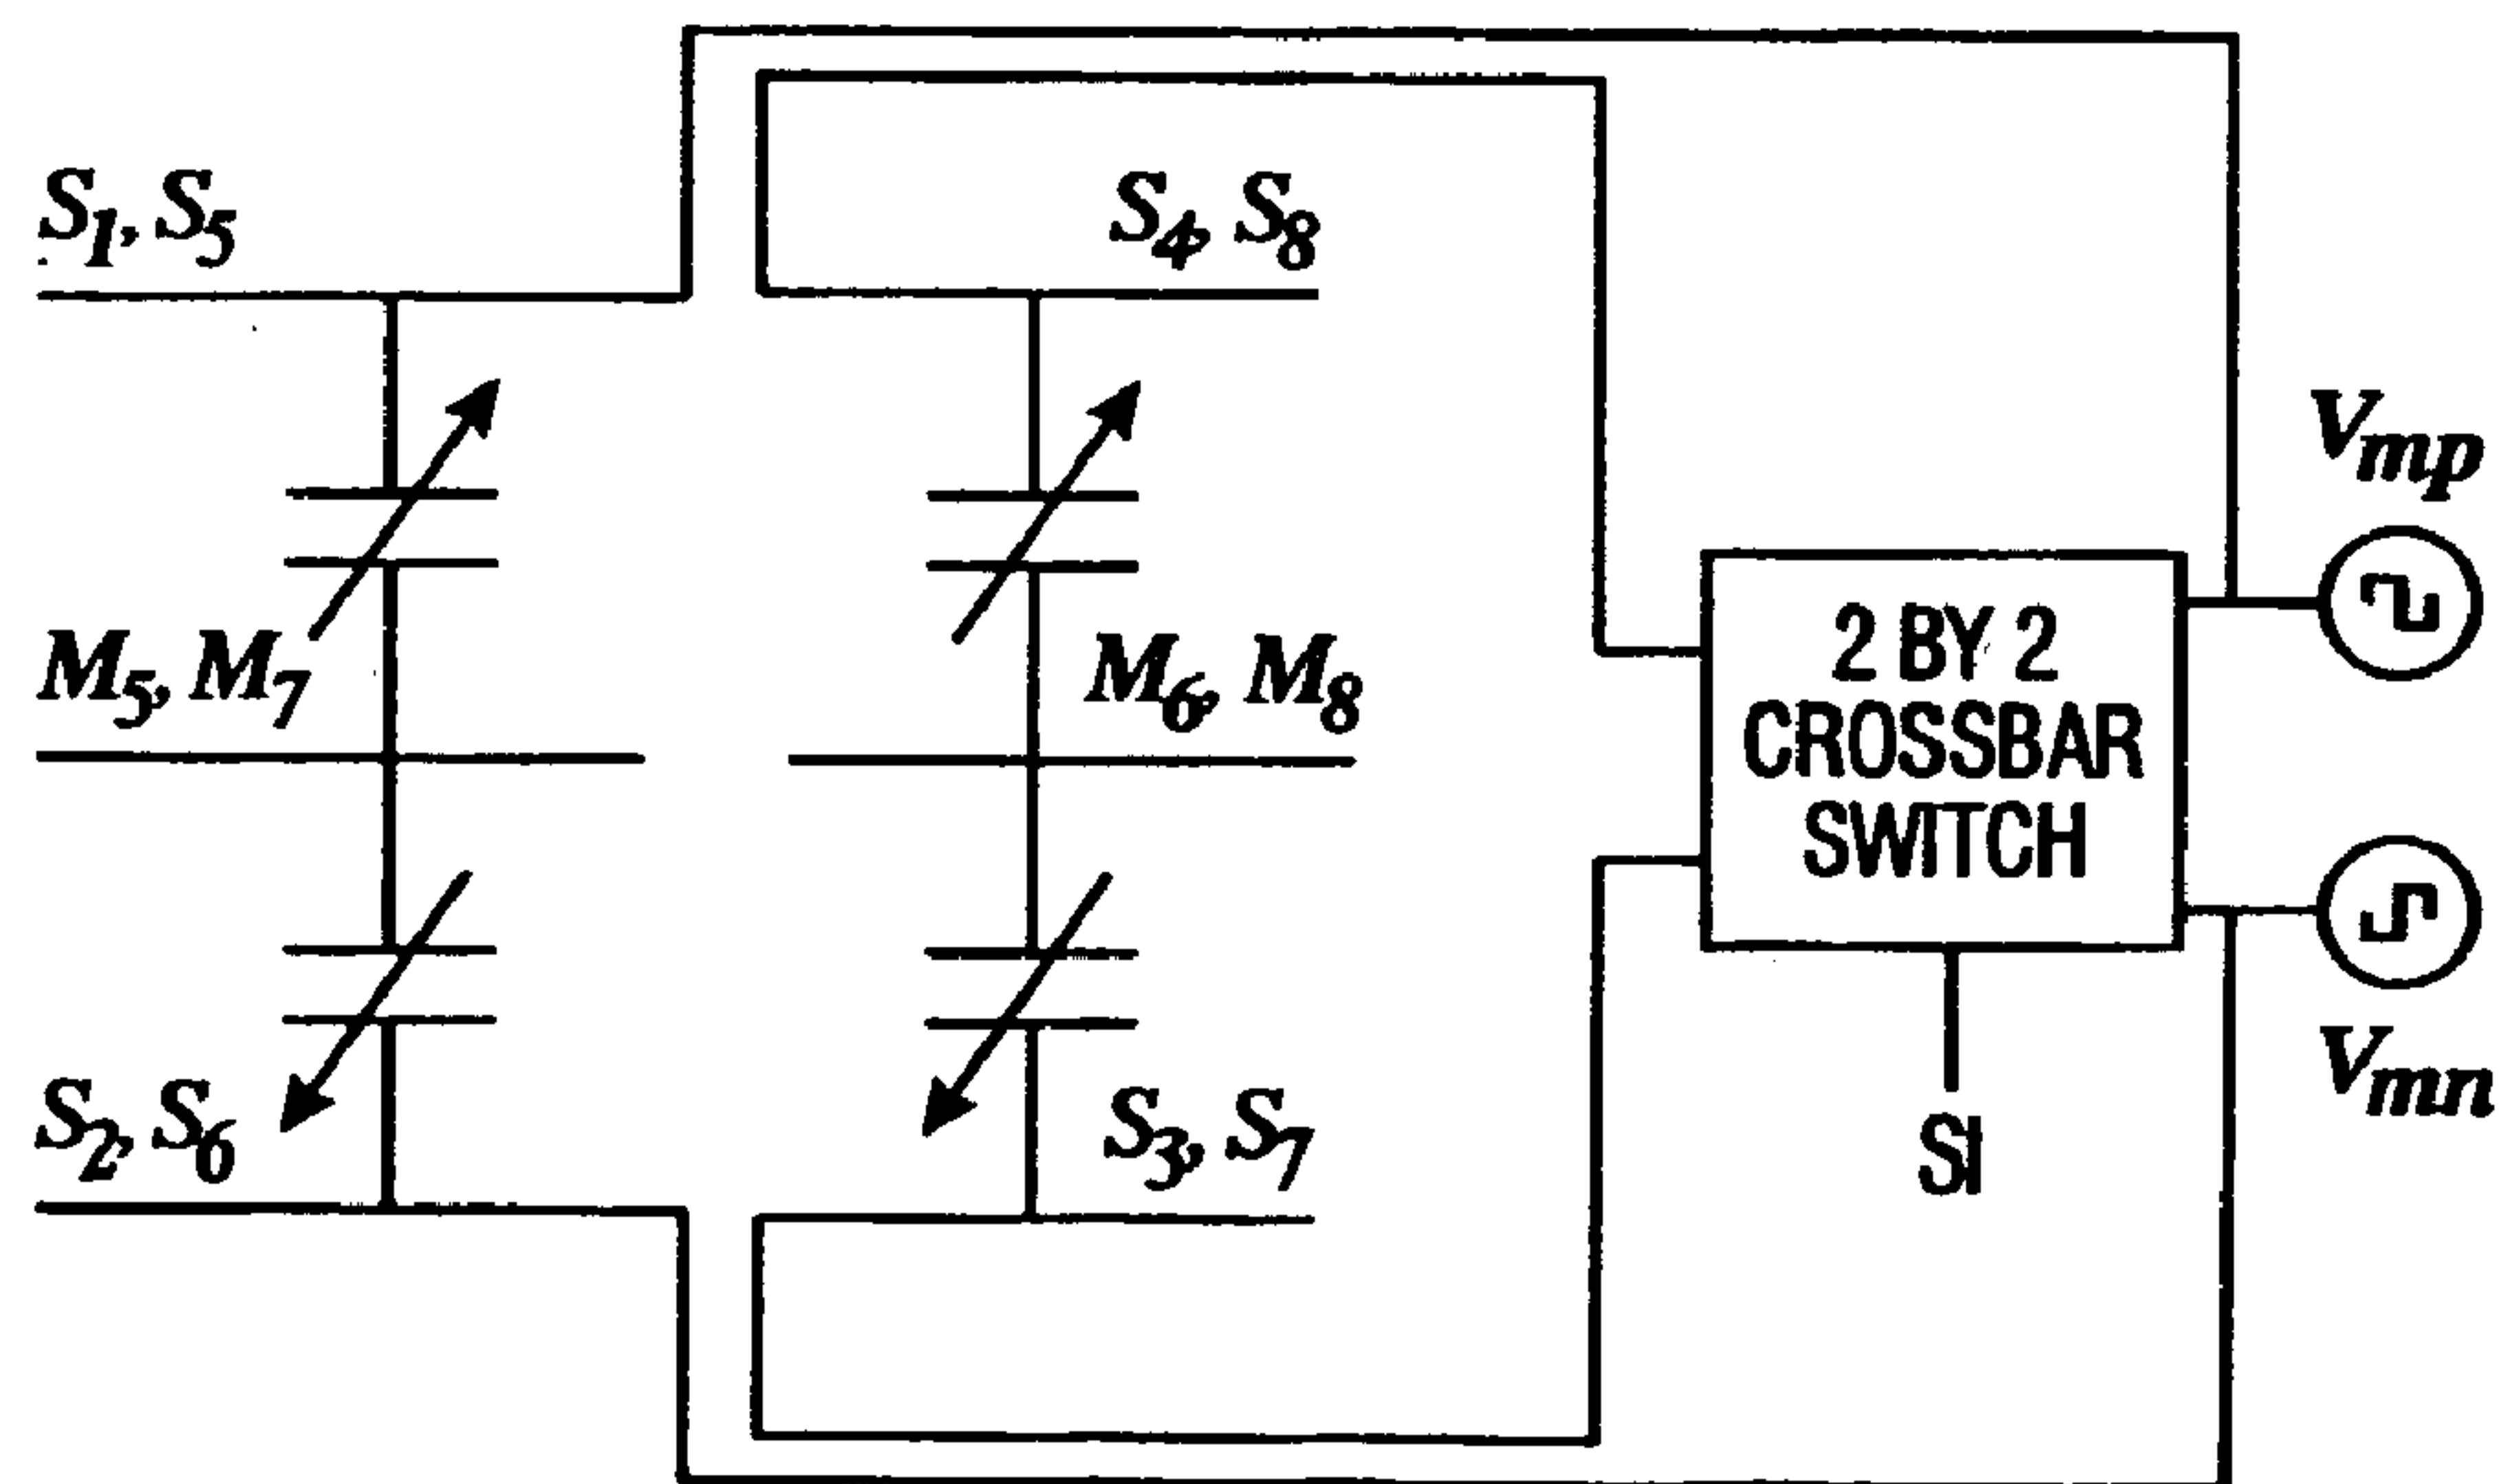 S1, S5
S4, S8
Vmp
M5, M7
M6, M8
2 BY 2
CROSSBAR
SWITCH
Vmn
S2, S6
S3, S7
SI